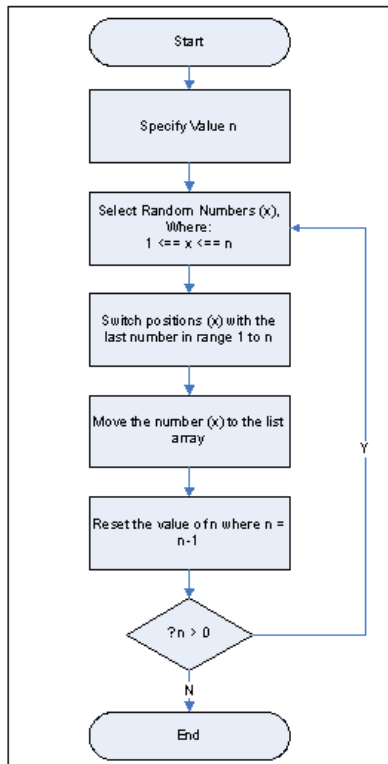 Start
Specify Value n
Select Random Numbers (x),
Where:
1 <== x <== n
Switch positions (x) with the
last number in range 1 to n
Move the number (x) to the list
array
Reset the value of n where n =
n-1
?n > 0
Y
N
End